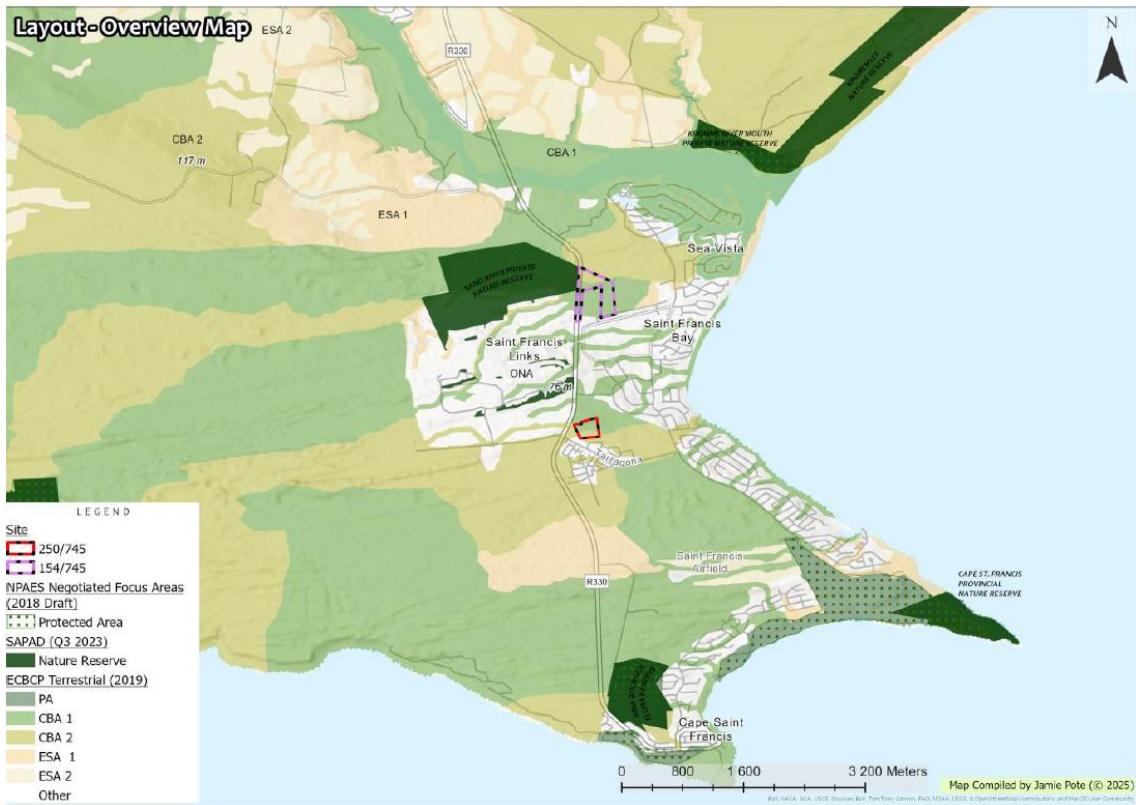 Layout - Overview Map
ESA 2
R330
N
KROMENSEE
NATURE RESERVE
KROMME RIVER MOUTH
PRIVATE NATURE RESERVE
CBA 2
117 m
CBA 1
ESA 1
Sea Vista
SAND RIVER PRIVATE
NATURE RESERVE
Saint Francis
Bay
Saint Francis
Links
ONA
76 m
Tarragona
LEGEND
Site
250/745
154/745
NPAES Negotiated Focus Areas
(2018 Draft)
Protected Area
SAPAD (Q3 2023)
Nature Reserve
ECBCP Terrestrial (2019)
PA
CBA 1
CBA 2
ESA 1
ESA 2
Other
Saint Francis
Airfield
R330
CAPE ST. FRANCIS
PROVINCIAL
NATURE RESERVE
Cape Saint
Francis
0 800 1 600 3 200 Meters
Map Compiled by Jamie Pote (© 2025)